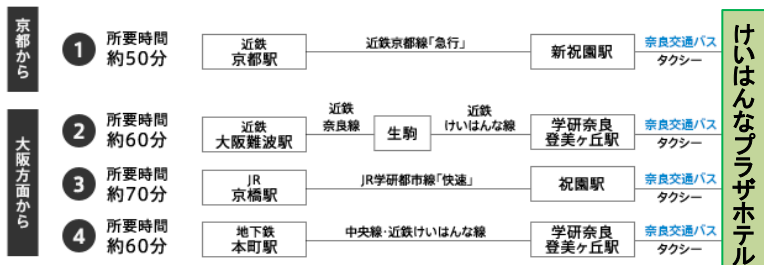 京都から
1
所要時間
約50分
近鉄
京都駅
近鉄京都線「急行」
新祝園駅
奈良交通バス
タクシー
大阪方面から
2
所要時間
約60分
近鉄
大阪難波駅
近鉄
奈良線
生駒
近鉄
けいはんな線
学研奈良
登美ヶ丘駅
奈良交通バス
タクシー
3
所要時間
約70分
JR
京橋駅
JR学研都市線「快速」
祝園駅
奈良交通バス
タクシー
4
所要時間
約60分
地下鉄
本町駅
中央線・近鉄けいはんな線
学研奈良
登美ヶ丘駅
奈良交通バス
タクシー
けいはんなプラザホテル